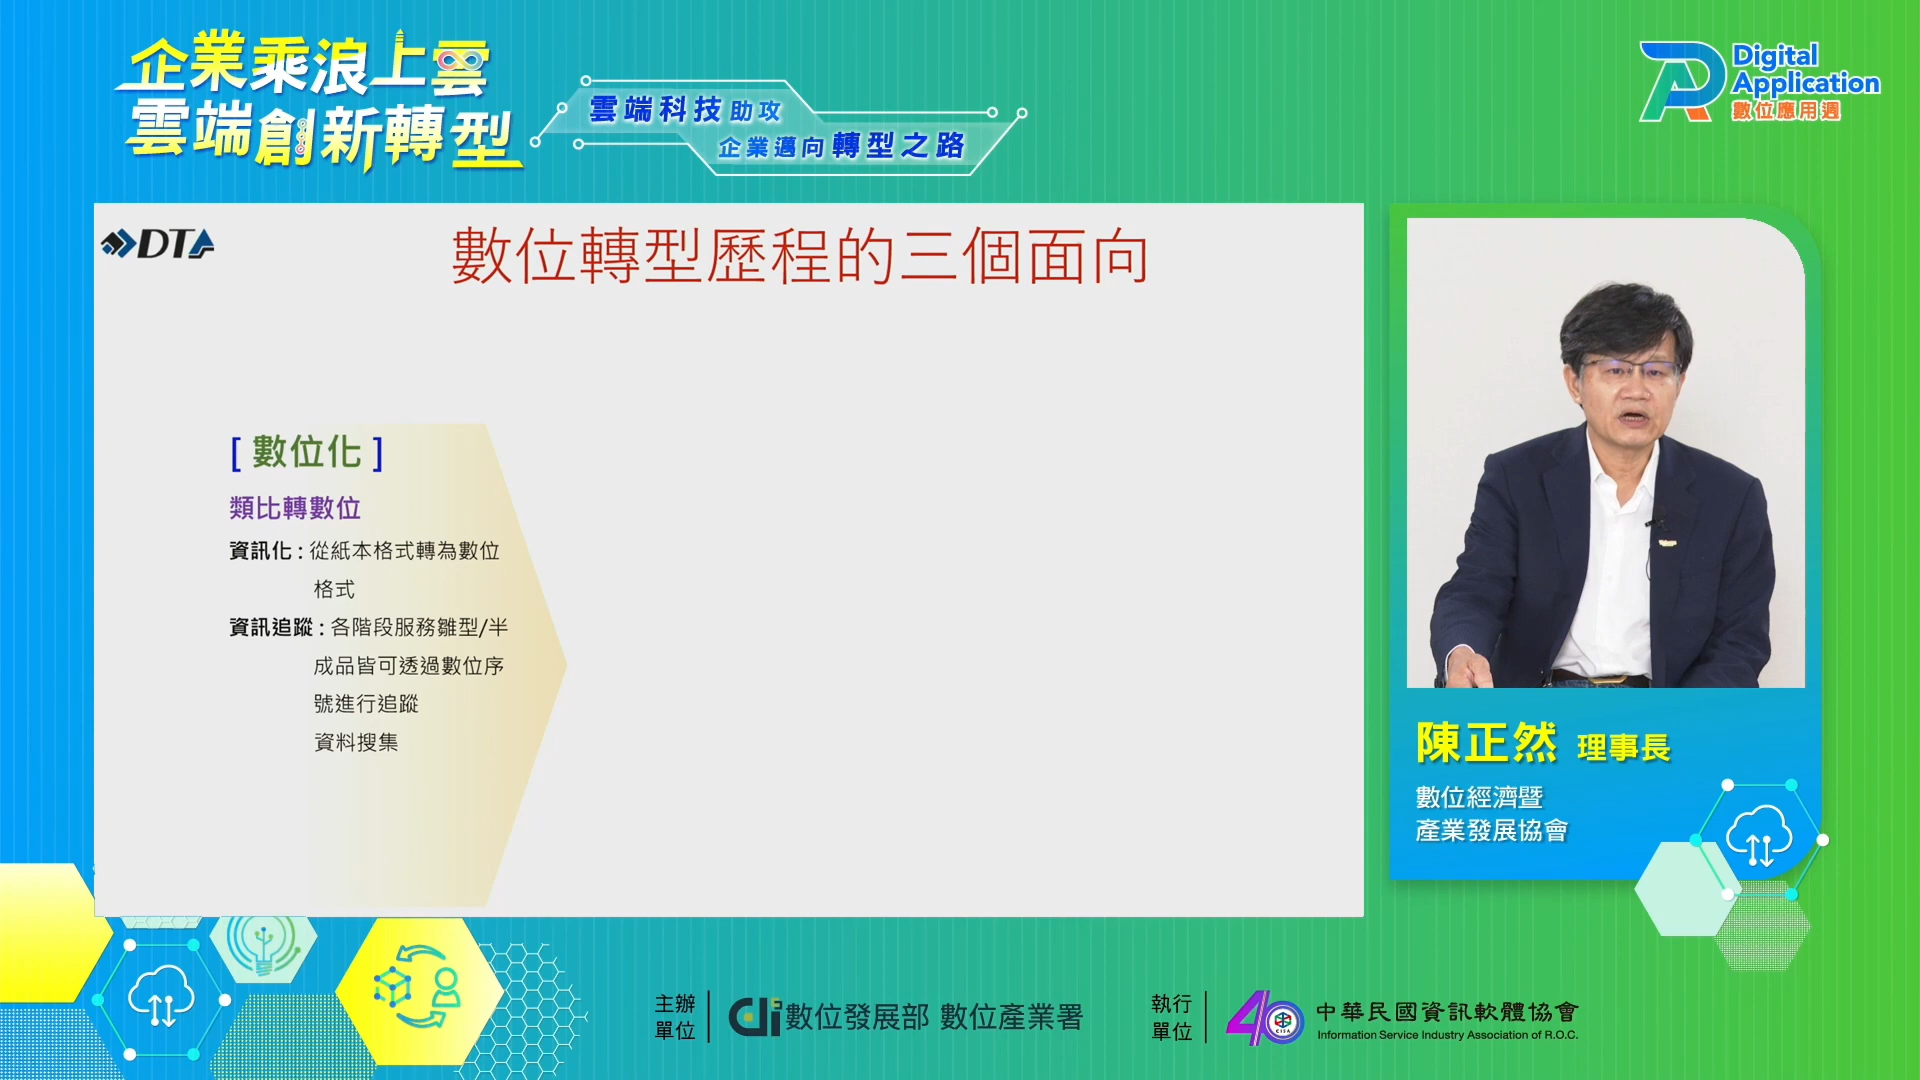 企業乘浪上雲
雲端創新轉型
雲端科技助攻
企業邁向轉型之路
Digital
Application
數位應用週
DTA
數位轉型歷程的三個面向
[ 數位化 ]
類比轉數位
資訊化 : 從紙本格式轉為數位
格式
資訊追蹤 : 各階段服務雛型/半
成品皆可透過數位序
號進行追蹤
資料搜集
陳正然 理事長
數位經濟暨
產業發展協會
主辦
單位
數位發展部 數位產業署
執行
單位
40
CISA
中華民國資訊軟體協會
Information Service Industry Association of R.O.C.